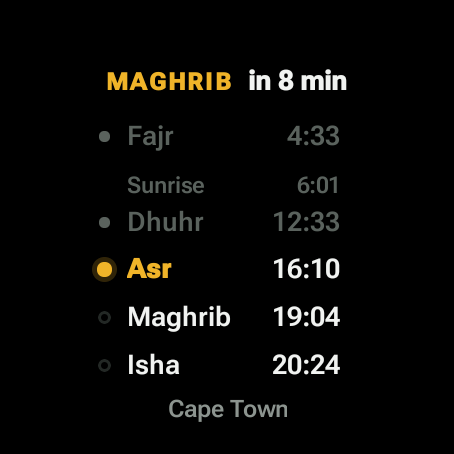 MAGHRIB in 8 min
Fajr 4:33
Sunrise 6:01
Dhuhr 12:33
Asr 16:10
Maghrib 19:04
Isha 20:24
Cape Town